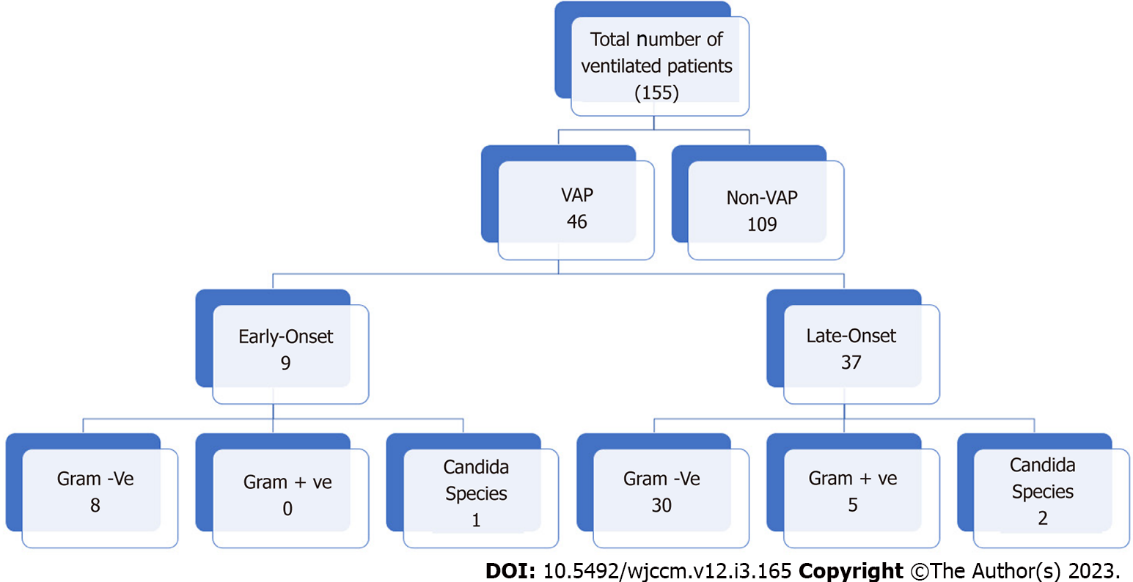 Total number of
ventilated patients
(155)
VAP
46
Non-VAP
109
Early-Onset
9
Late-Onset
37
Gram -Ve
8
Gram + ve
0
Candida
Species
1
Gram -Ve
30
Gram + ve
5
Candida
Species
2
DOI: 10.5492/wjccm.v12.i3.165 Copyright ©The Author(s) 2023.